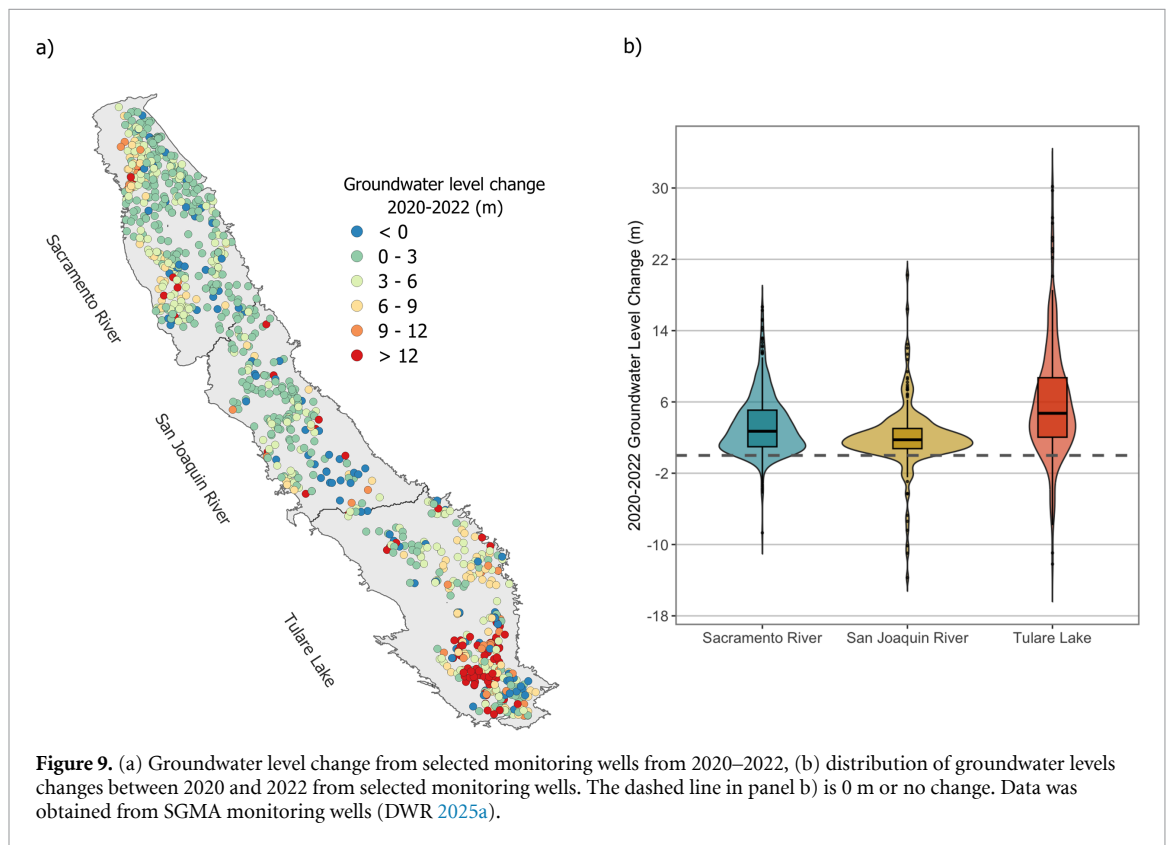 a)
Groundwater level change
2020-2022 (m)
< 0
0 - 3
3 - 6
6 - 9
9 - 12
> 12
Sacramento River
San Joaquin River
Tulare Lake
b)
2020-2022 Groundwater Level Change (m)
30
22
14
6
-2
-10
-18
Sacramento River
San Joaquin River
Tulare Lake
Figure 9. (a) Groundwater level change from selected monitoring wells from 2020–2022, (b) distribution of groundwater levels
changes between 2020 and 2022 from selected monitoring wells. The dashed line in panel b) is 0 m or no change. Data was
obtained from SGMA monitoring wells (DWR 2025a).